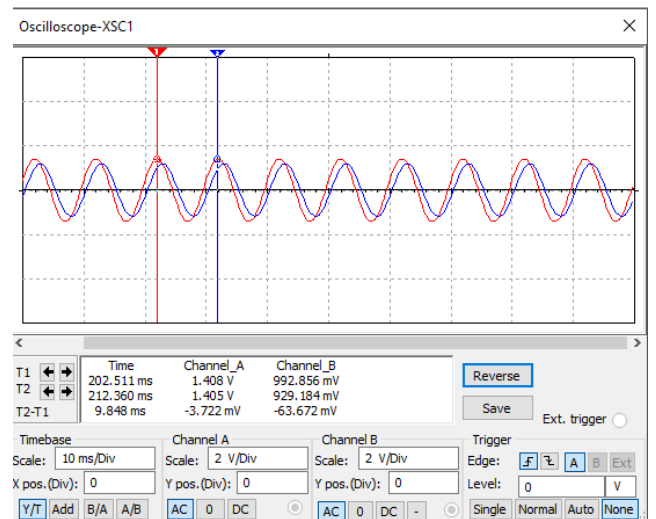 Oscilloscope-XSC1
1
2
Time Channel_A Channel_B
T1 202.511 ms 1.408 V 992.856 mV
T2 212.360 ms 1.405 V 929.184 mV
T2-T1 9.848 ms -3.722 mV -63.672 mV
Reverse
Save
Ext. trigger
Timebase Channel A Channel B Trigger
Scale: 10 ms/Div Scale: 2 V/Div Scale: 2 V/Div Edge: A B Ext
X pos.(Div): 0 Y pos.(Div): 0 Y pos.(Div): 0 Level: 0 V
Y/T Add B/A A/B AC 0 DC AC 0 DC - Single Normal Auto None